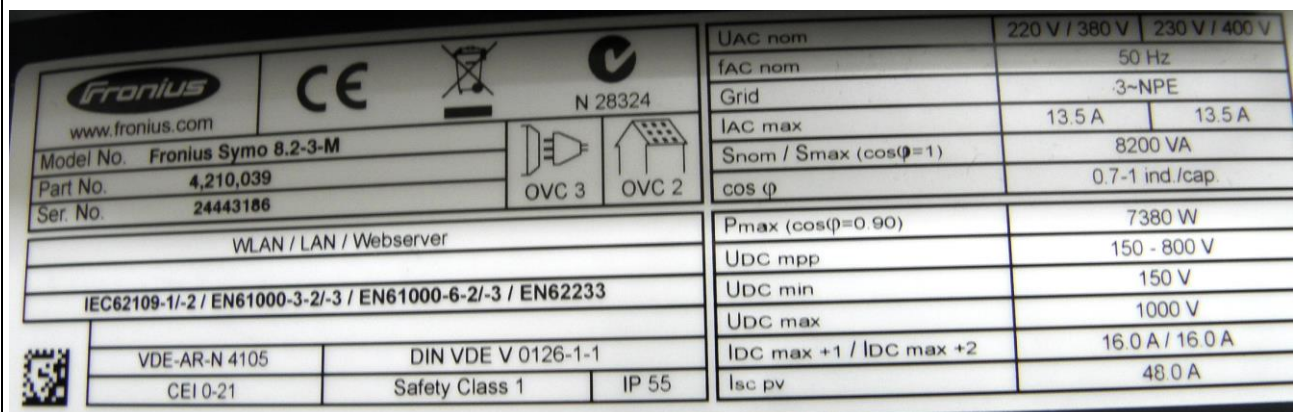 Fronius
www.fronius.com
CE
N 28324
Model No. Fronius Symo 8.2-3-M
Part No. 4,210,039
Ser. No. 24443186
OVC 3
OVC 2
WLAN / LAN / Webserver
IEC62109-1/-2 / EN61000-3-2/-3 / EN61000-6-2/-3 / EN62233
VDE-AR-N 4105 DIN VDE V 0126-1-1
CEI 0-21 Safety Class 1 IP 55
UAC nom 220 V / 380 V 230 V / 400 V
fAC nom 50 Hz
Grid 3~NPE
IAC max 13.5 A 13.5 A
Snom / Smax (cosφ=1) 8200 VA
cos φ 0.7-1 ind./cap.
Pmax (cosφ=0.90) 7380 W
UDC mpp 150 - 800 V
UDC min 150 V
UDC max 1000 V
IDC max +1 / IDC max +2 16.0 A / 16.0 A
Isc pv 48.0 A